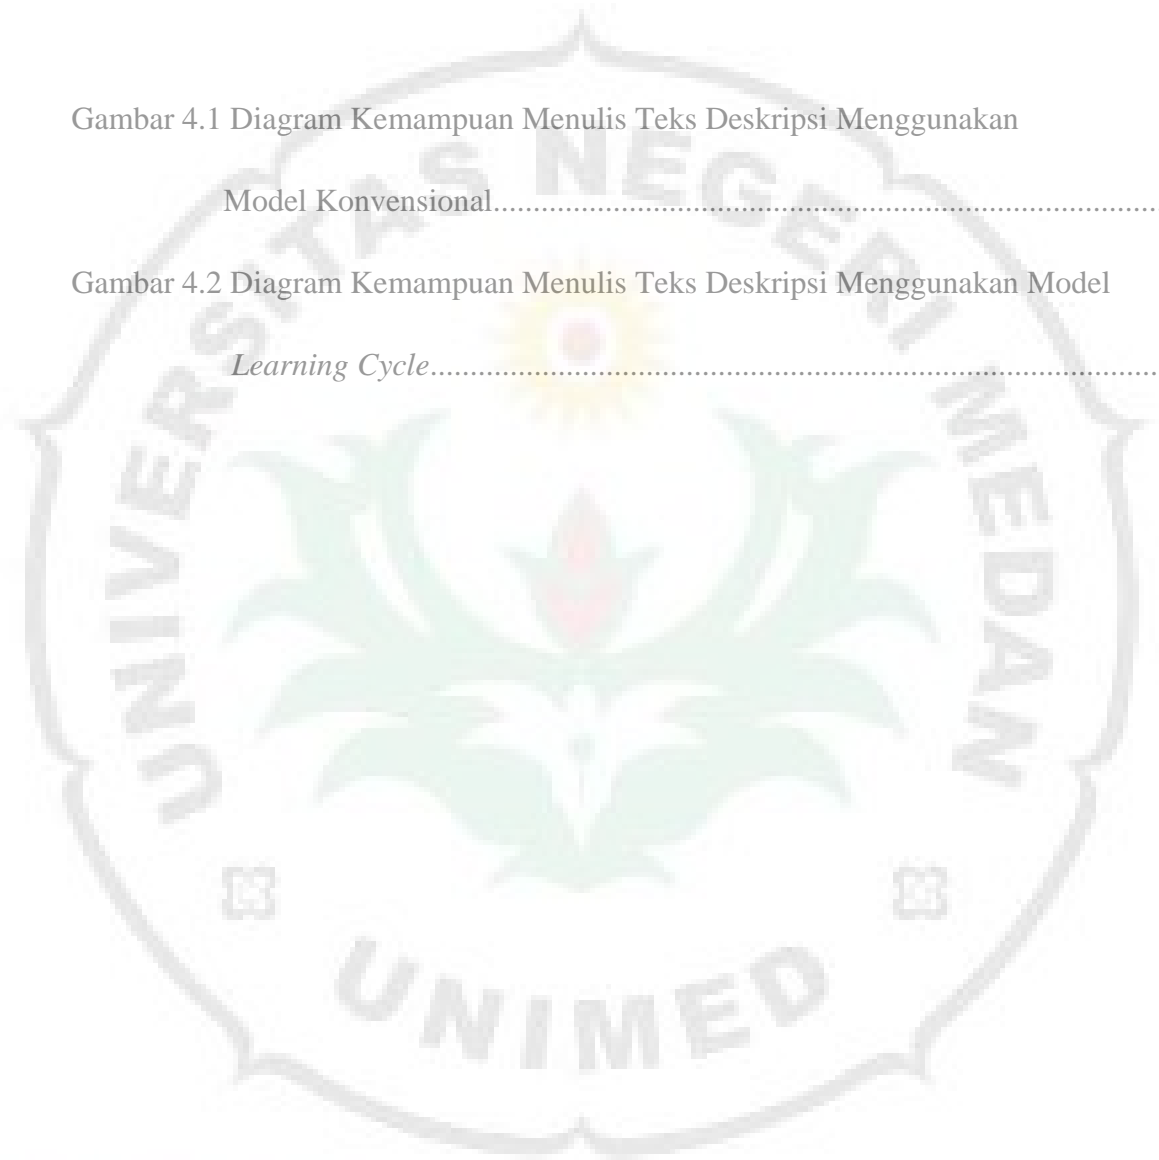 Gambar 4.1 Diagram Kemampuan Menulis Teks Deskripsi Menggunakan
Model Konvensional...................................................................................
Gambar 4.2 Diagram Kemampuan Menulis Teks Deskripsi Menggunakan Model
Learning Cycle...........................................................................................
UNIVERSITAS NEGERI MEDAN
UNIMED